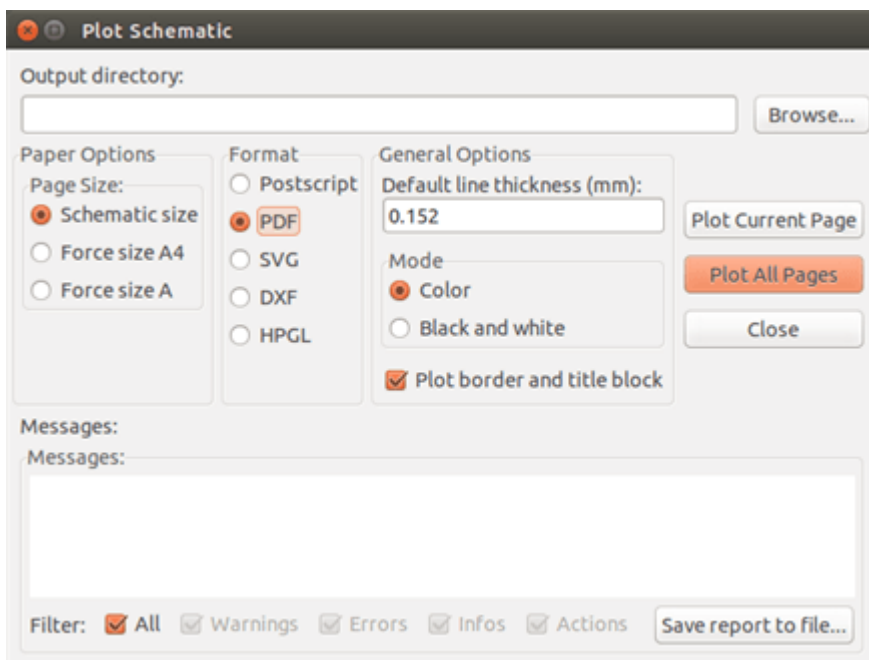 Plot Schematic
Output directory:
Browse...
Paper Options
Page Size:
Schematic size
Force size A4
Force size A
Format
Postscript
PDF
SVG
DXF
HPGL
General Options
Default line thickness (mm):
0.152
Mode
Color
Black and white
Plot border and title block
Plot Current Page
Plot All Pages
Close
Messages:
Messages:
Filter: All Warnings Errors Infos Actions Save report to file...